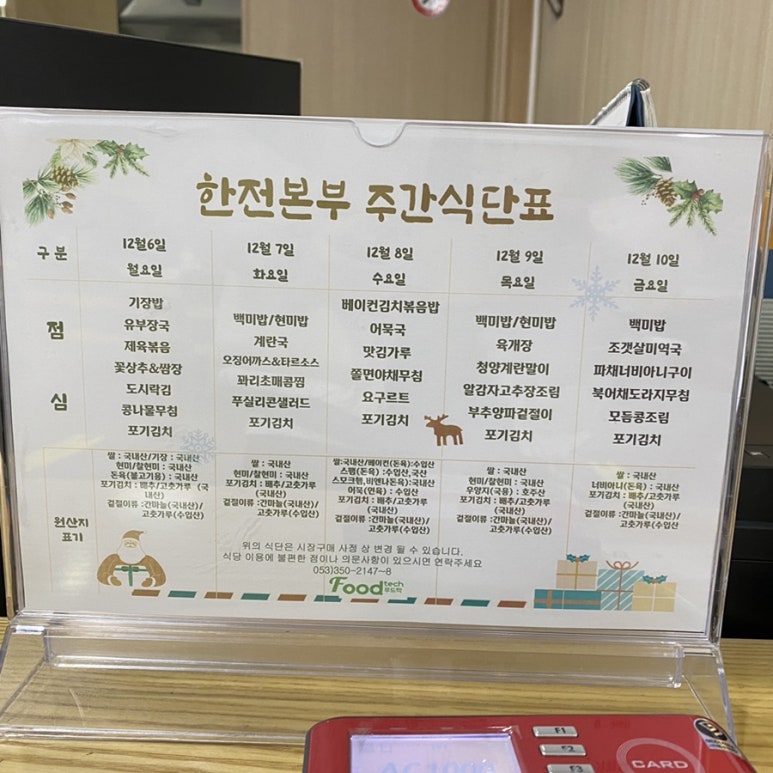 한전본부 주간식단표
구 분
12월6일
월요일
12월 7일
화요일
12월 8일
수요일
12월 9일
목요일
12월 10일
금요일
점 심
기장밥
유부장국
제육볶음
꽃상추&쌈장
도시락김
콩나물무침
포기김치
백미밥/현미밥
계란국
오징어까스&타르소스
꽈리초매콤찜
푸실리콘샐러드
포기김치
베이컨김치볶음밥
어묵국
맛김가루
쫄면야채무침
요구르트
포기김치
백미밥/현미밥
육개장
청양계란말이
알감자고추장조림
부추양파겉절이
포기김치
백미밥
조갯살미역국
파채너비아니구이
북어채도라지무침
모듬콩조림
포기김치
원산지
표기
쌀 : 국내산/기장 : 국내산
현미/찰현미 : 국내산
돈육(불고기용) : 국내산
포기김치 : 배추/고춧가루 (국
내산)
겉절이류 :간마늘(국내산)/
고춧가루(수입산)
쌀 : 국내산
현미/찰현미 : 국내산
포기김치 : 배추/고춧가루
(국내산)
겉절이류 :간마늘(국내산)/
고춧가루(수입산)
쌀:국내산/베이컨(돈육):수입산
스팸(돈육) :수입산,국산
스모크햄,비엔나돈육:국내산
어묵(연육) : 수입산
포기김치 : 배추/고춧가루
(국내산)
겉절이류 :간마늘(국내산)/
고춧가루(수입산
쌀 : 국내산
현미/찰현미 : 국내산
우양지(국용) : 호주산
포기김치 : 배추/고춧가루
(국내산)
겉절이류 :간마늘(국내산)/
고춧가루(수입산
쌀 : 국내산
너비아니(돈육) : 국내산
포기김치 : 배추/고춧가루
(국내산)
겉절이류 :간마늘(국내산)/
고춧가루(수입산
위의 식단은 시장구매 사정 상 변경 될 수 있습니다.
식당 이용에 불편한 점이나 의문사항이 있으시면 연락주세요
053)350-2147~8
Food tech
푸드텍
F1
F2
F3
CARD